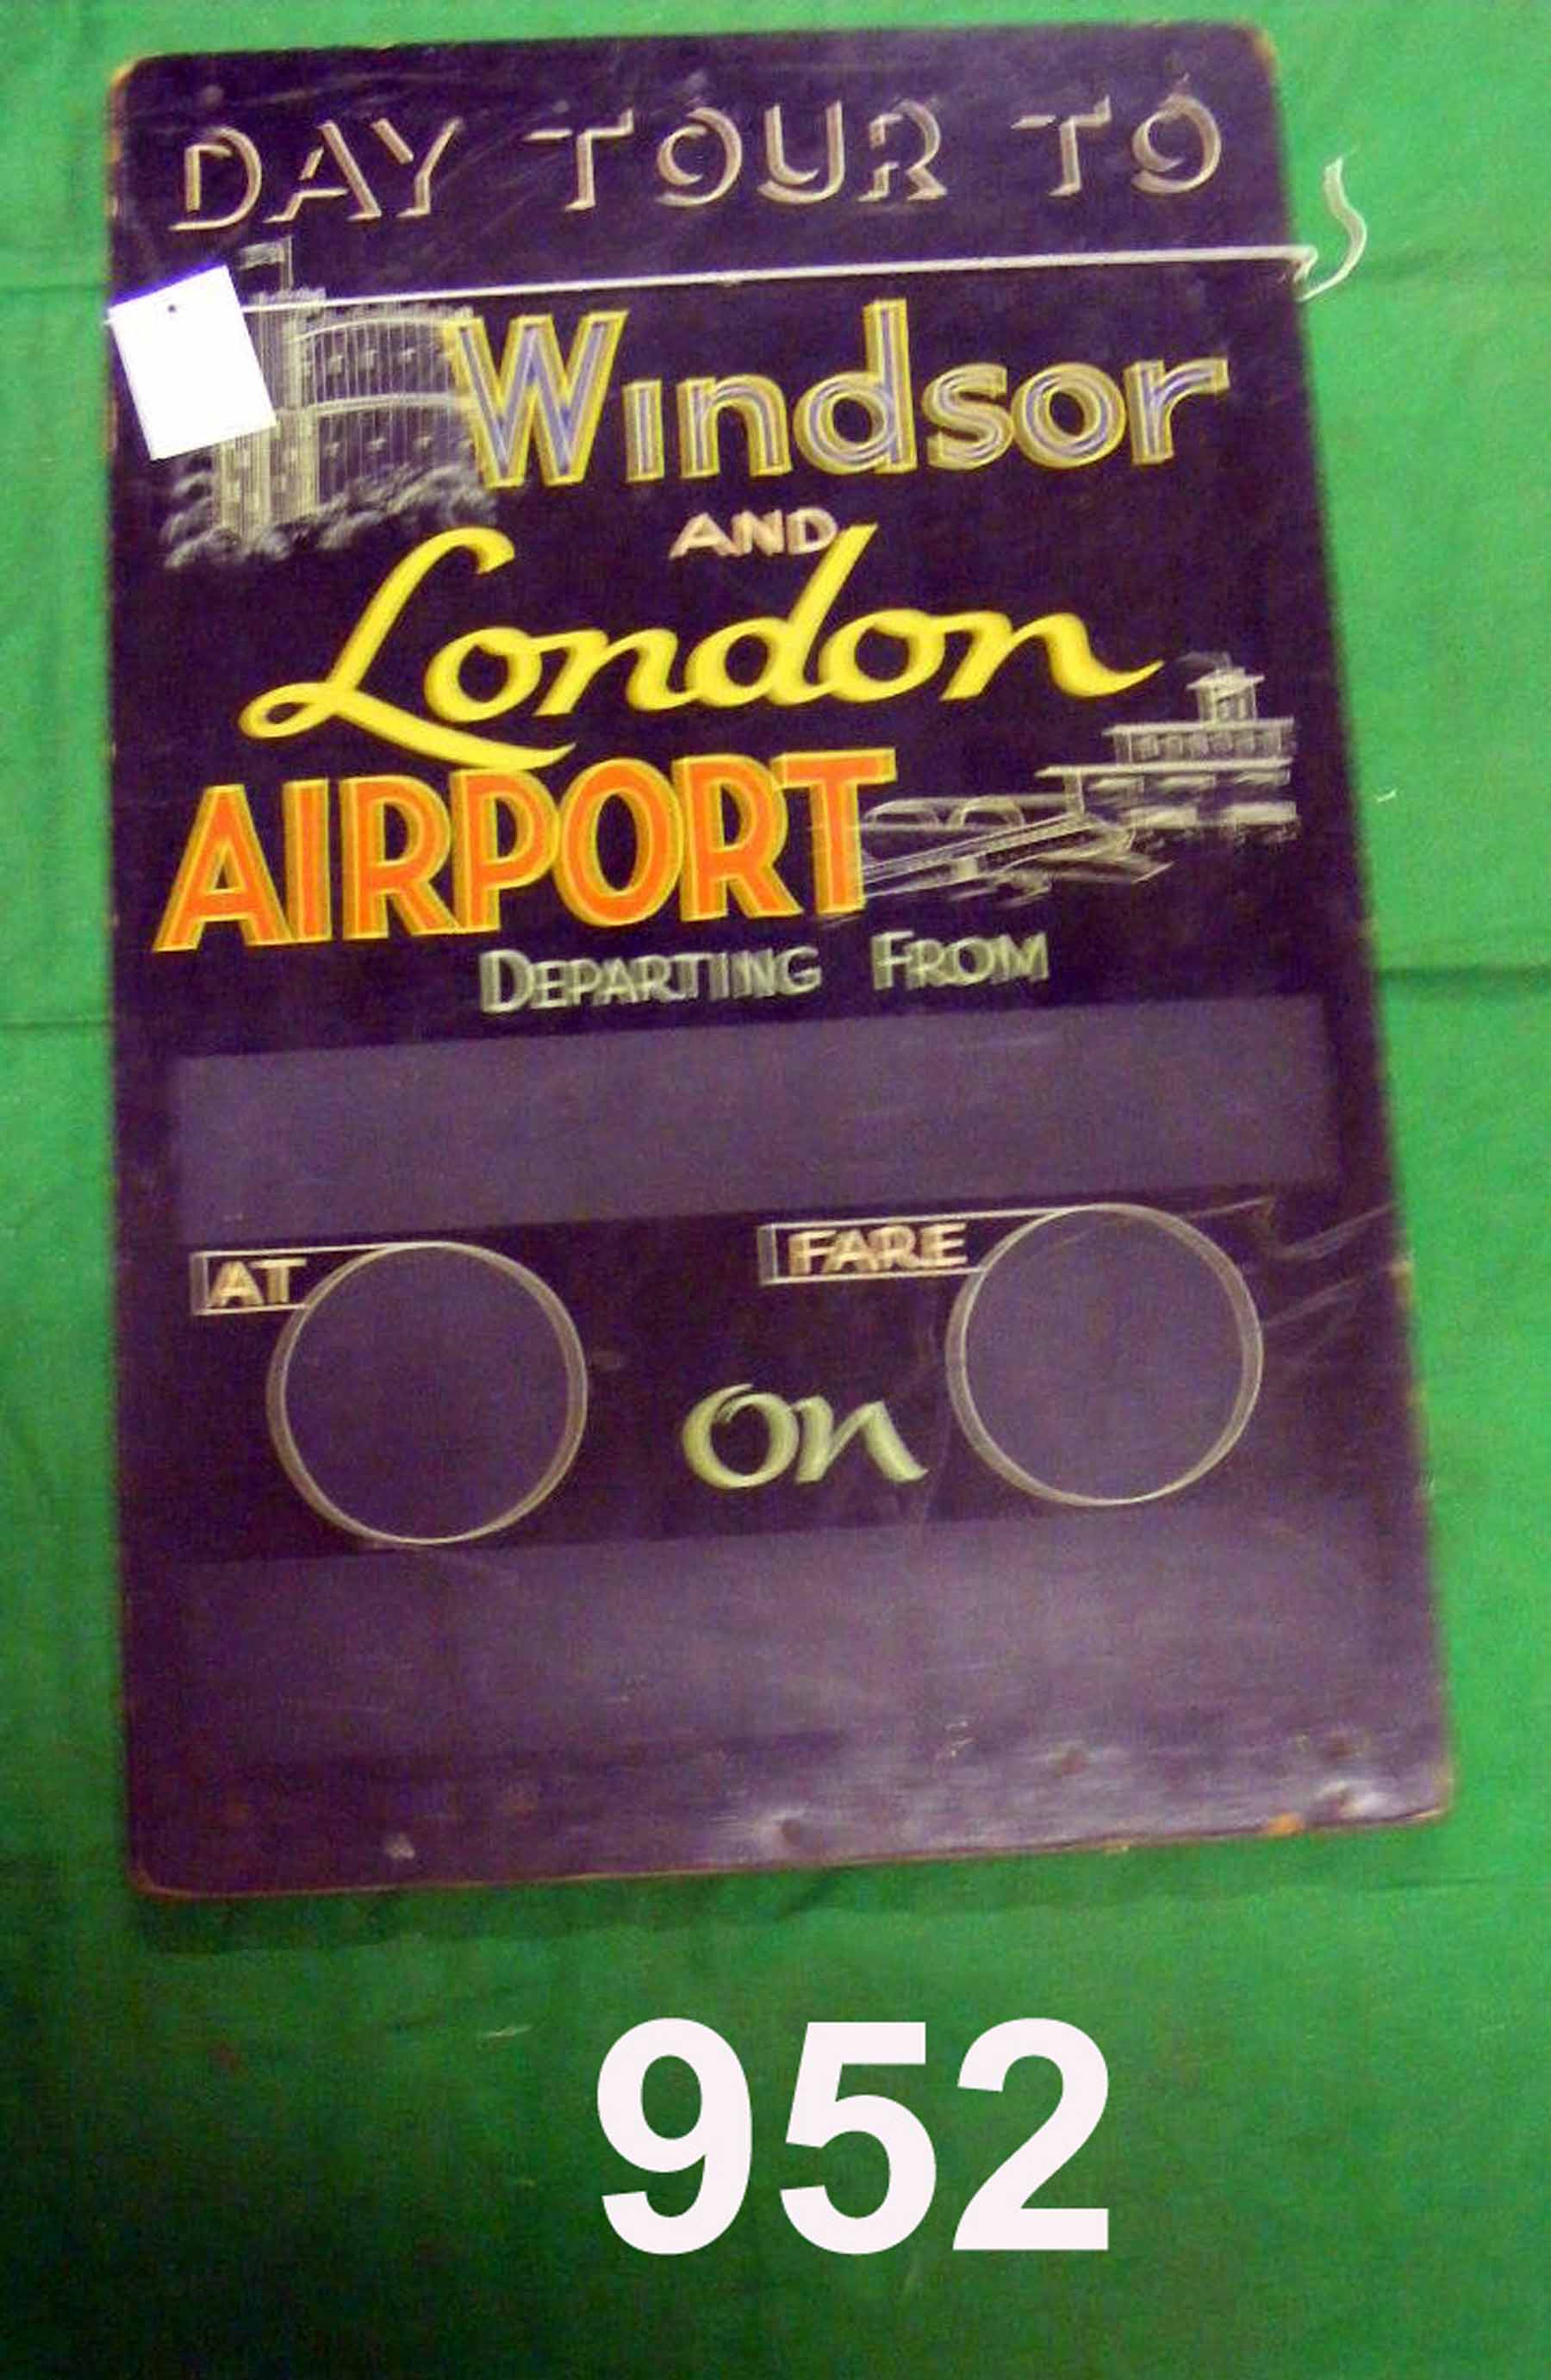 DAY TOUR TO
Windsor
AND
London
AIRPORT
DEPARTING FROM
AT
FARE
on
952